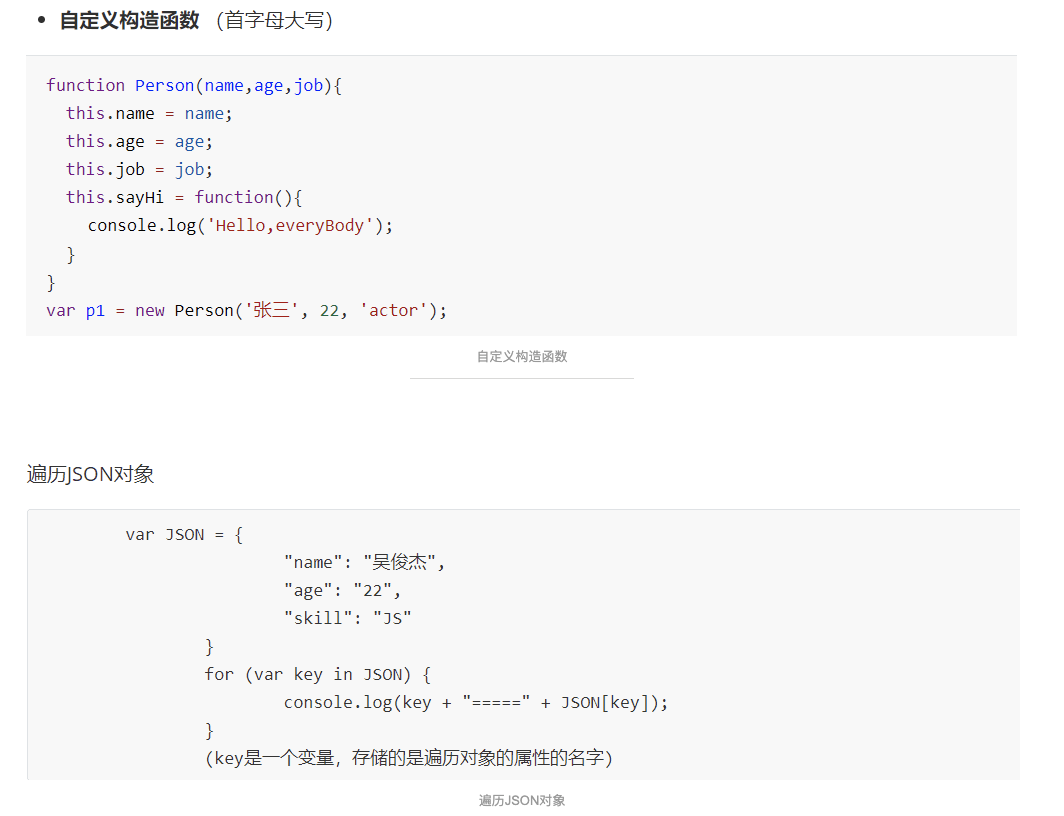 • 自定义构造函数 （首字母大写）
function Person(name,age,job){
  this.name = name;
  this.age = age;
  this.job = job;
  this.sayHi = function(){
    console.log('Hello,everyBody');
  }
}
var p1 = new Person('张三', 22, 'actor');
自定义构造函数
遍历JSON对象
var JSON = {
                "name": "吴俊杰",
                "age": "22",
                "skill": "JS"
        }
        for (var key in JSON) {
                console.log(key + "=====" + JSON[key]);
        }
        (key是一个变量，存储的是遍历对象的属性的名字)
遍历JSON对象